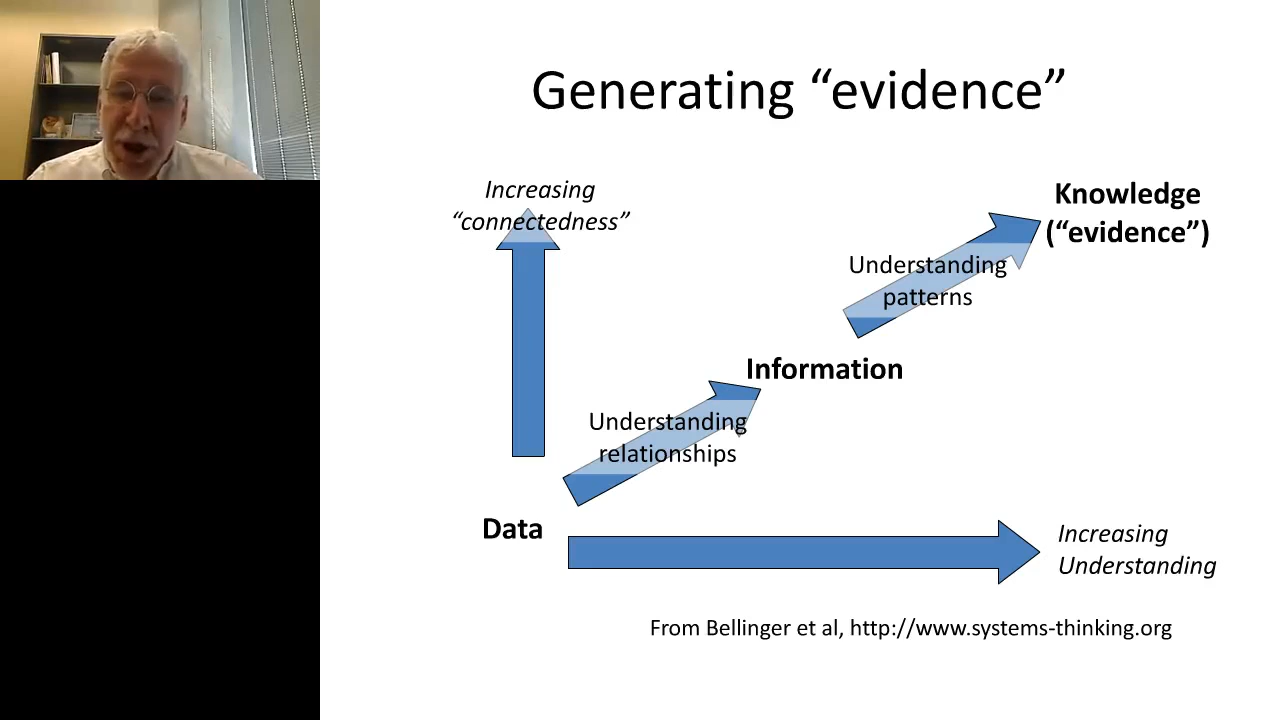 Generating “evidence”
Increasing
“connectedness”
Knowledge
(“evidence”)
Understanding
patterns
Information
Understanding
relationships
Data
Increasing
Understanding
From Bellinger et al, http://www.systems-thinking.org